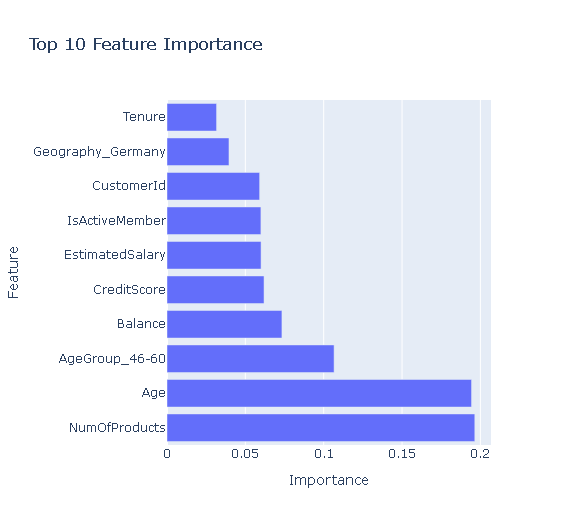 Top 10 Feature Importance
Tenure
Geography_Germany
CustomerId
IsActiveMember
EstimatedSalary
CreditScore
Balance
AgeGroup_46-60
Age
NumOfProducts
Feature
0 0.05 0.1 0.15 0.2
Importance